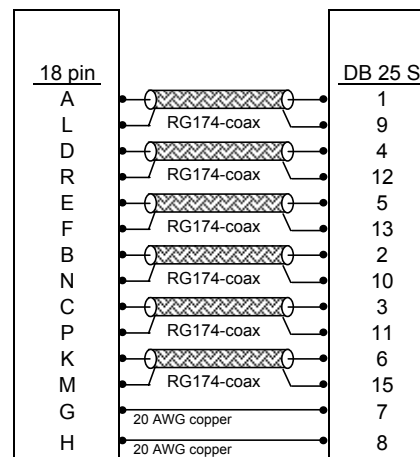 18 pin DB 25 S
A 1
L RG174-coax 9
D 4
R RG174-coax 12
E 5
F RG174-coax 13
B 2
N RG174-coax 10
C 3
P RG174-coax 11
K 6
M RG174-coax 15
G 20 AWG copper 7
H 20 AWG copper 8